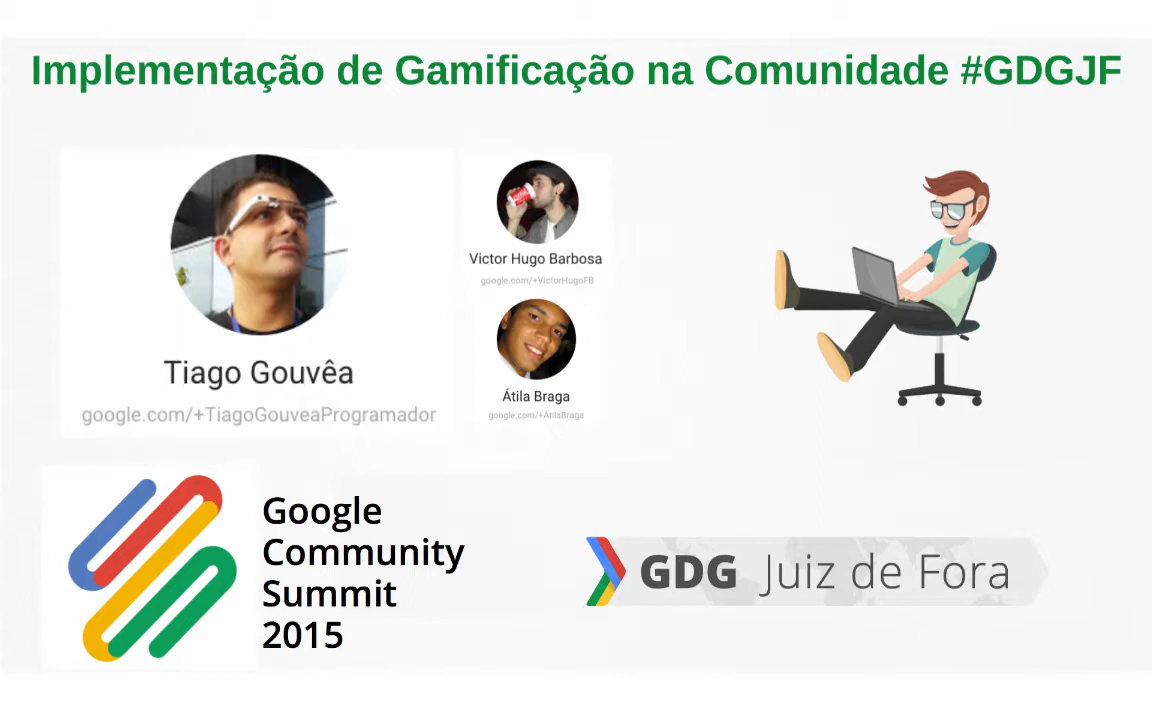 Implementação de Gamificação na Comunidade #GDGJF
Tiago Gouvêa
google.com/+TiagoGouveaProgramador
Victor Hugo Barbosa
google.com/+VictorHugoFB
Átila Braga
google.com/+ÁtilaBraga
Google
Community
Summit
2015
GDG Juiz de Fora